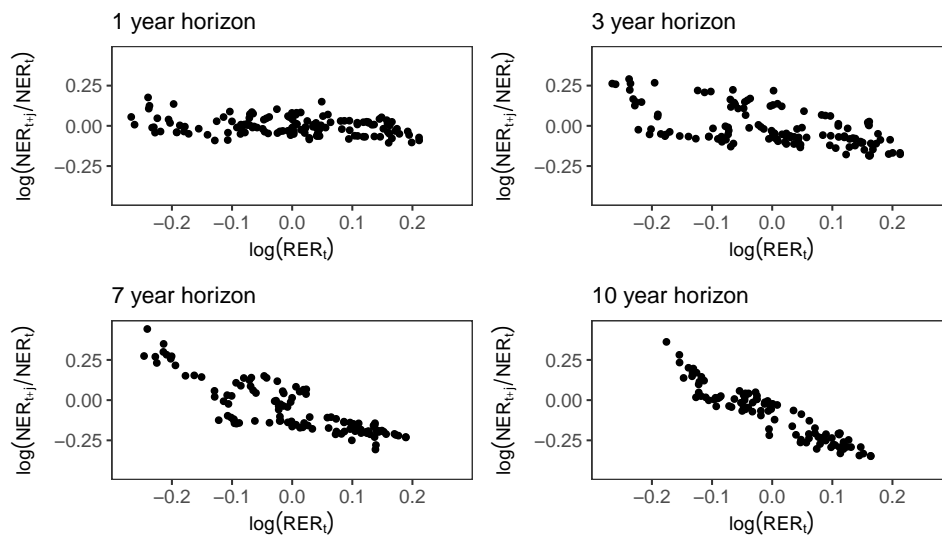 1 year horizon
log(NER_{t+j}/NER_t)
0.25
0.00
−0.25
−0.2 −0.1 0.0 0.1 0.2
log(RER_t)
3 year horizon
log(NER_{t+j}/NER_t)
0.25
0.00
−0.25
−0.2 −0.1 0.0 0.1 0.2
log(RER_t)
7 year horizon
log(NER_{t+j}/NER_t)
0.25
0.00
−0.25
−0.2 −0.1 0.0 0.1 0.2
log(RER_t)
10 year horizon
log(NER_{t+j}/NER_t)
0.25
0.00
−0.25
−0.2 −0.1 0.0 0.1 0.2
log(RER_t)